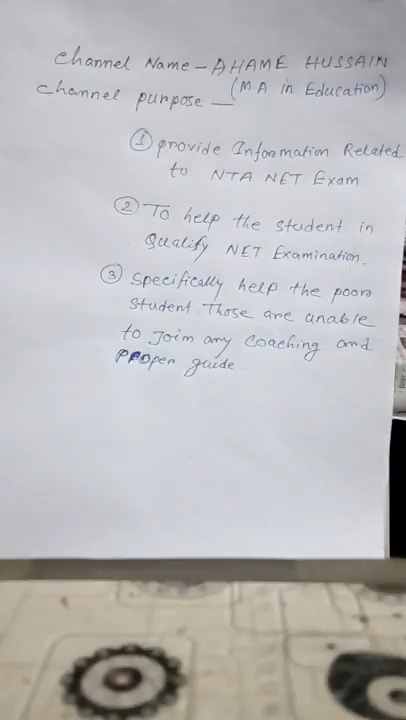 Channel Name - AHAME HUSSAIN
(MA in Education)
Channel purpose -
① provide Information Related
to NTA NET Exam
② To help the student in
Qualify NET Examination.
③ Specifically help the poor
student. Those are unable
to Join any Coaching and
PROper guide.